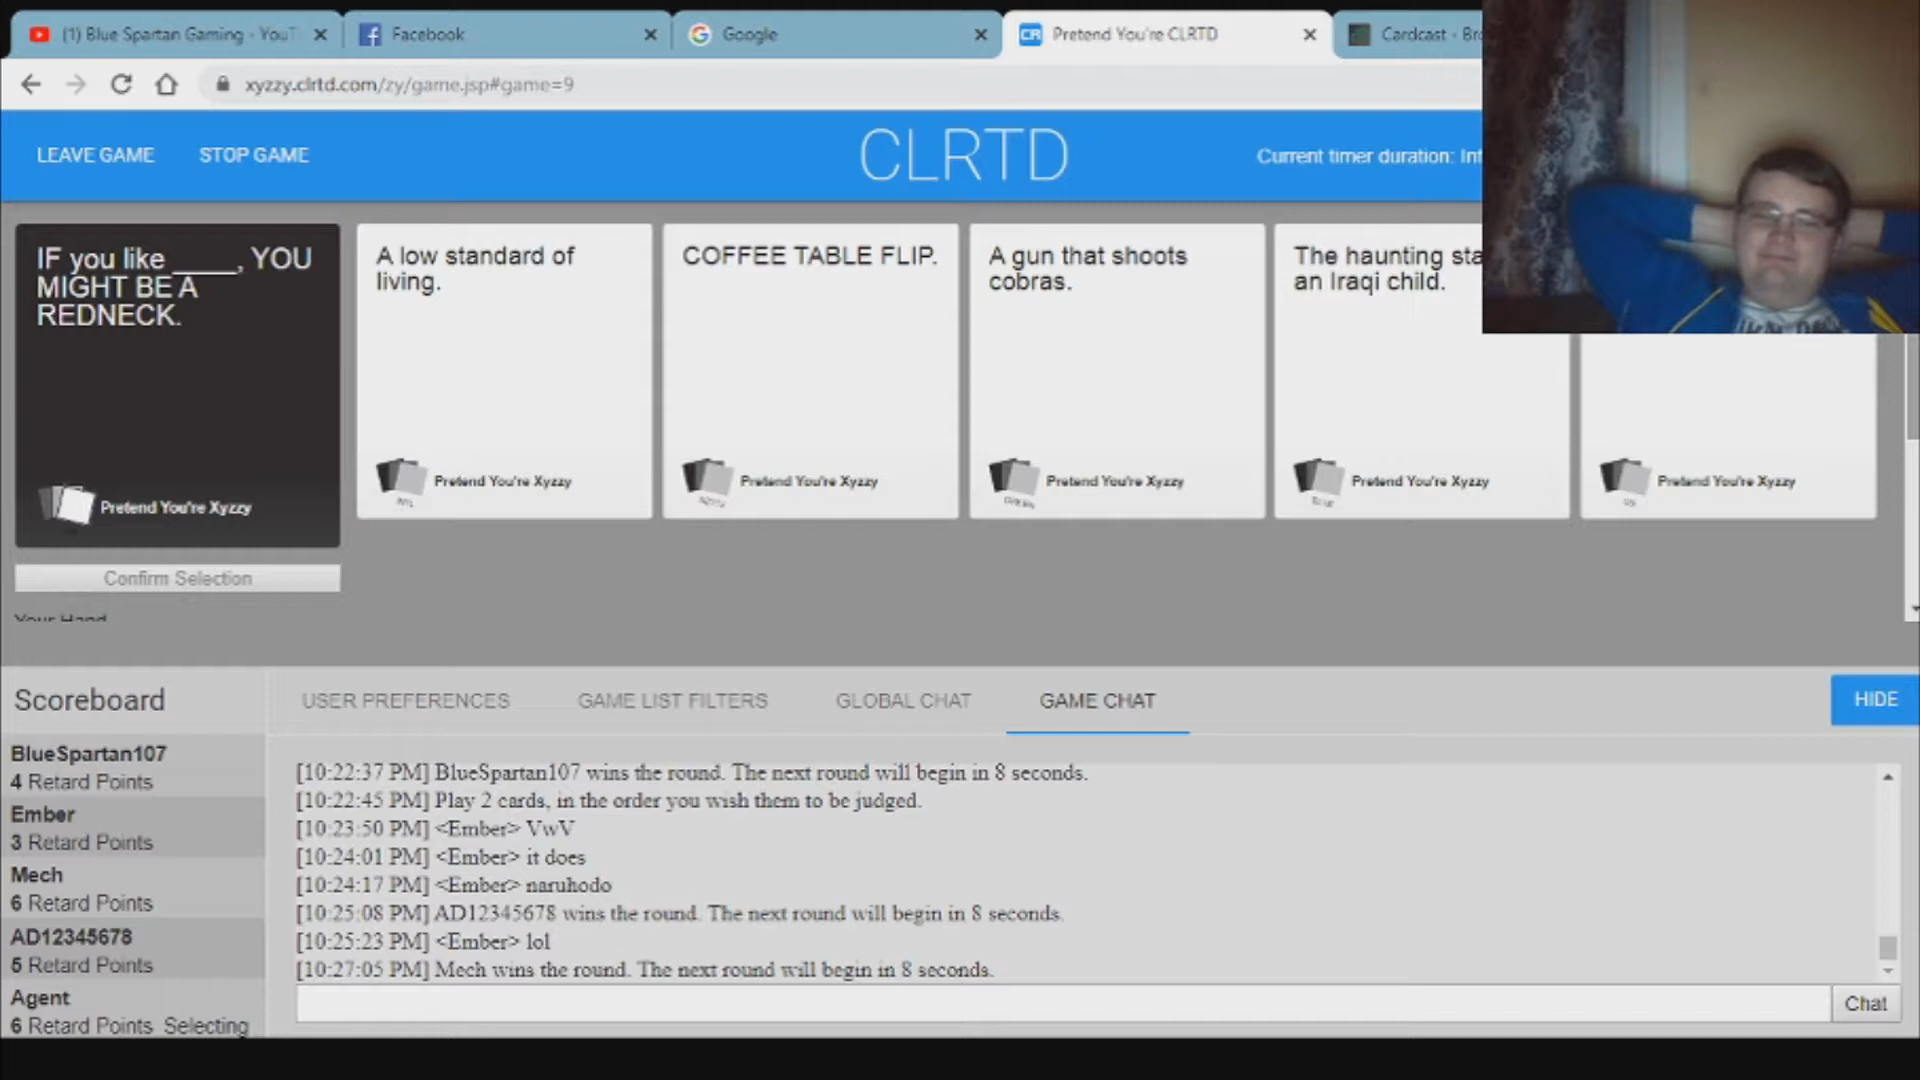 (1) Blue Spartan Gaming - YouT
Facebook
Google
CR Pretend You're CLRTD
Cardcast - Bro
xyzzy.clrtd.com/zy/game.jsp#game=9
LEAVE GAME
STOP GAME
CLRTD
Current timer duration: Inf
IF you like ____, YOU
MIGHT BE A
REDNECK.
Pretend You're Xyzzy
A low standard of
living.
Pretend You're Xyzzy
COFFEE TABLE FLIP.
Pretend You're Xyzzy
A gun that shoots
cobras.
Pretend You're Xyzzy
The haunting sta
an Iraqi child.
Pretend You're Xyzzy
Pretend You're Xyzzy
Confirm Selection
Your Hand
Scoreboard
USER PREFERENCES
GAME LIST FILTERS
GLOBAL CHAT
GAME CHAT
HIDE
BlueSpartan107
4 Retard Points
Ember
3 Retard Points
Mech
6 Retard Points
AD12345678
5 Retard Points
Agent
6 Retard Points Selecting
[10:22:37 PM] BlueSpartan107 wins the round. The next round will begin in 8 seconds.
[10:22:45 PM] Play 2 cards, in the order you wish them to be judged.
[10:23:50 PM] <Ember> VwV
[10:24:01 PM] <Ember> it does
[10:24:17 PM] <Ember> naruhodo
[10:25:08 PM] AD12345678 wins the round. The next round will begin in 8 seconds.
[10:25:23 PM] <Ember> lol
[10:27:05 PM] Mech wins the round. The next round will begin in 8 seconds.
Chat